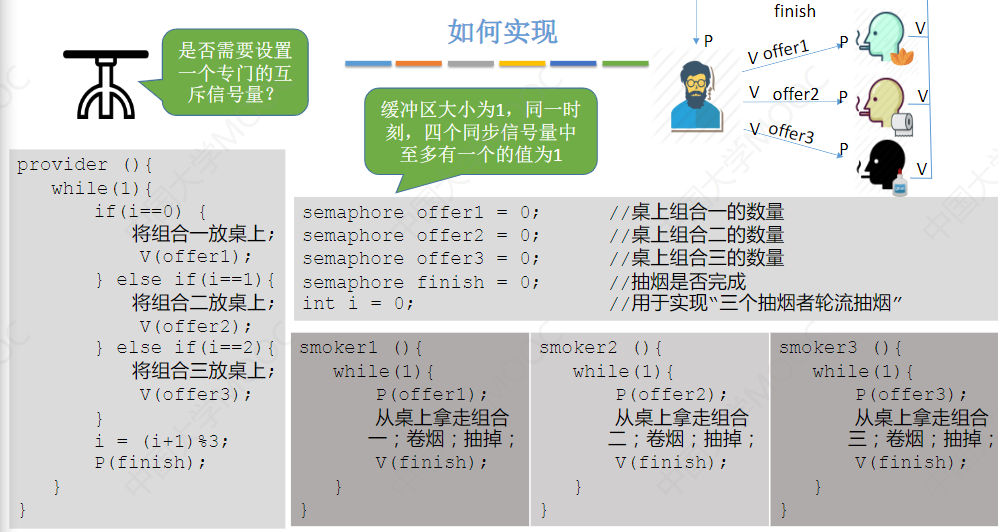 如何实现
是否需要设置
一个专门的互
斥信号量？
缓冲区大小为1，同一时
刻，四个同步信号量中
至多有一个的值为1
finish
P
V offer1
P
V
V offer2
P
V
V offer3
P
V
provider (){
while(1){
if(i==0) {
将组合一放桌上;
V(offer1);
} else if(i==1){
将组合二放桌上;
V(offer2);
} else if(i==2){
将组合三放桌上;
V(offer3);
}
i = (i+1)%3;
P(finish);
}
}
semaphore offer1 = 0; //桌上组合一的数量
semaphore offer2 = 0; //桌上组合二的数量
semaphore offer3 = 0; //桌上组合三的数量
semaphore finish = 0; //抽烟是否完成
int i = 0; //用于实现“三个抽烟者轮流抽烟”
smoker1 (){
while(1){
P(offer1);
从桌上拿走组合
一；卷烟；抽掉；
V(finish);
}
}
smoker2 (){
while(1){
P(offer2);
从桌上拿走组合
二；卷烟；抽掉；
V(finish);
}
}
smoker3 (){
while(1){
P(offer3);
从桌上拿走组合
三；卷烟；抽掉；
V(finish);
}
}